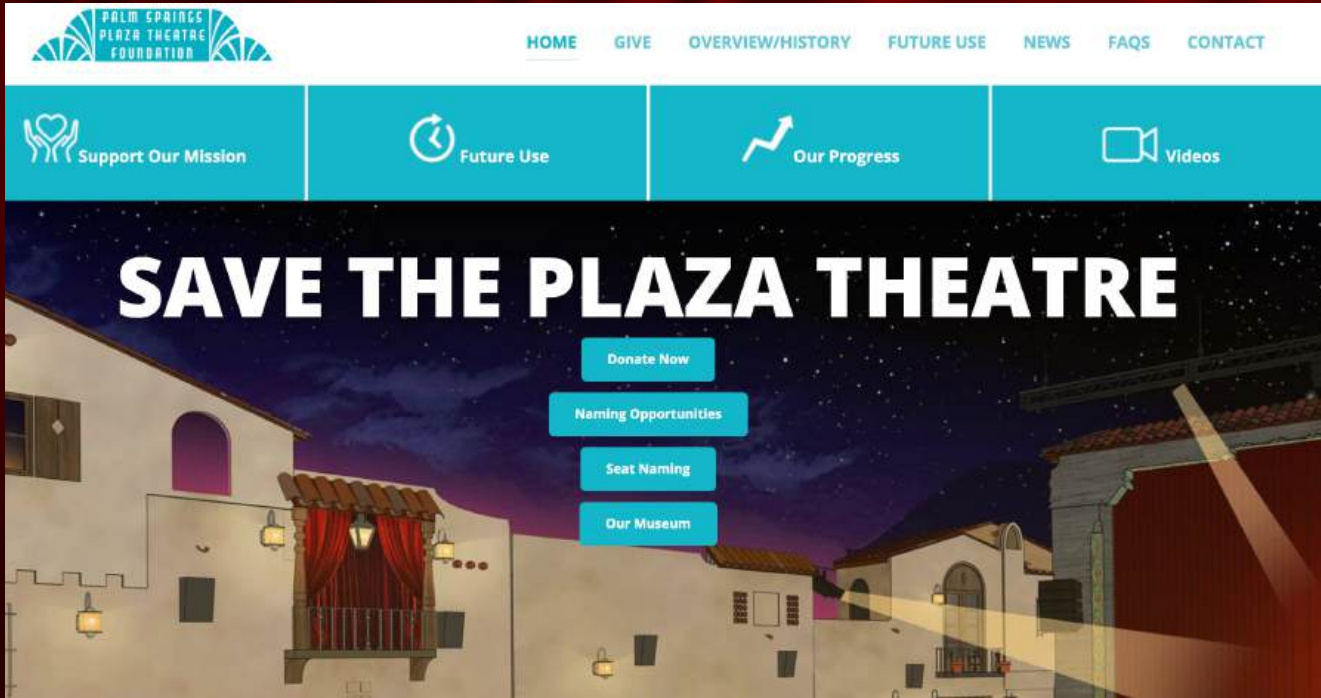 PALM SPRINGS
PLAZA THEATRE
FOUNDATION
HOME GIVE OVERVIEW/HISTORY FUTURE USE NEWS FAQS CONTACT
Support Our Mission Future Use Our Progress Videos
SAVE THE PLAZA THEATRE
Donate Now
Naming Opportunities
Seat Naming
Our Museum